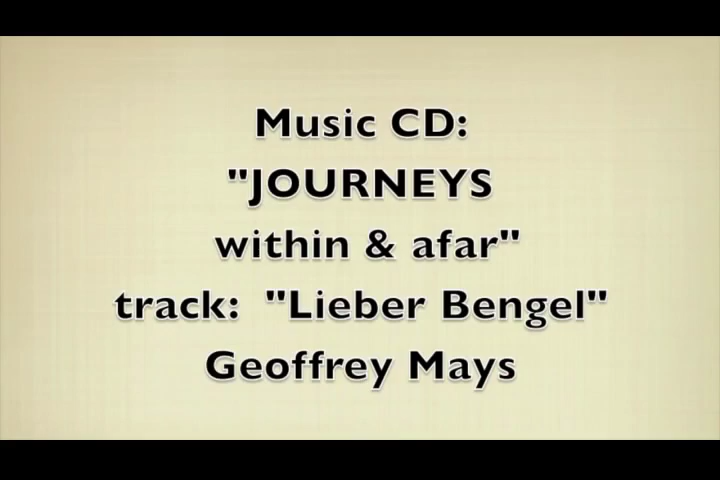 Music CD:
"JOURNEYS
within & afar"
track: "Lieber Bengel"
Geoffrey Mays